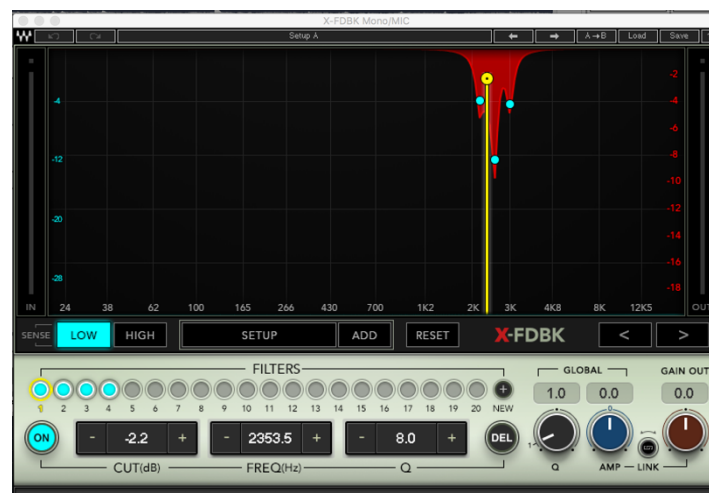 X-FDBK Mono/MIC
Setup A A→B Load Save
-2
-4 -4
-6
-8
-12 -10
-12
-20
-14
-16
-28
-18
IN 24 38 62 100 165 266 430 700 1K2 2K 3K 4K8 8K 12K5 OUT
SENSE LOW HIGH SETUP ADD RESET X-FDBK < >
FILTERS GLOBAL GAIN OUT
1.0 0.0 0.0
1 2 3 4 5 6 7 8 9 10 11 12 13 14 15 16 17 18 19 20 NEW
ON - -2.2 + - 2353.5 + - 8.0 + DEL
CUT(dB) FREQ(Hz) Q Q AMP LINK